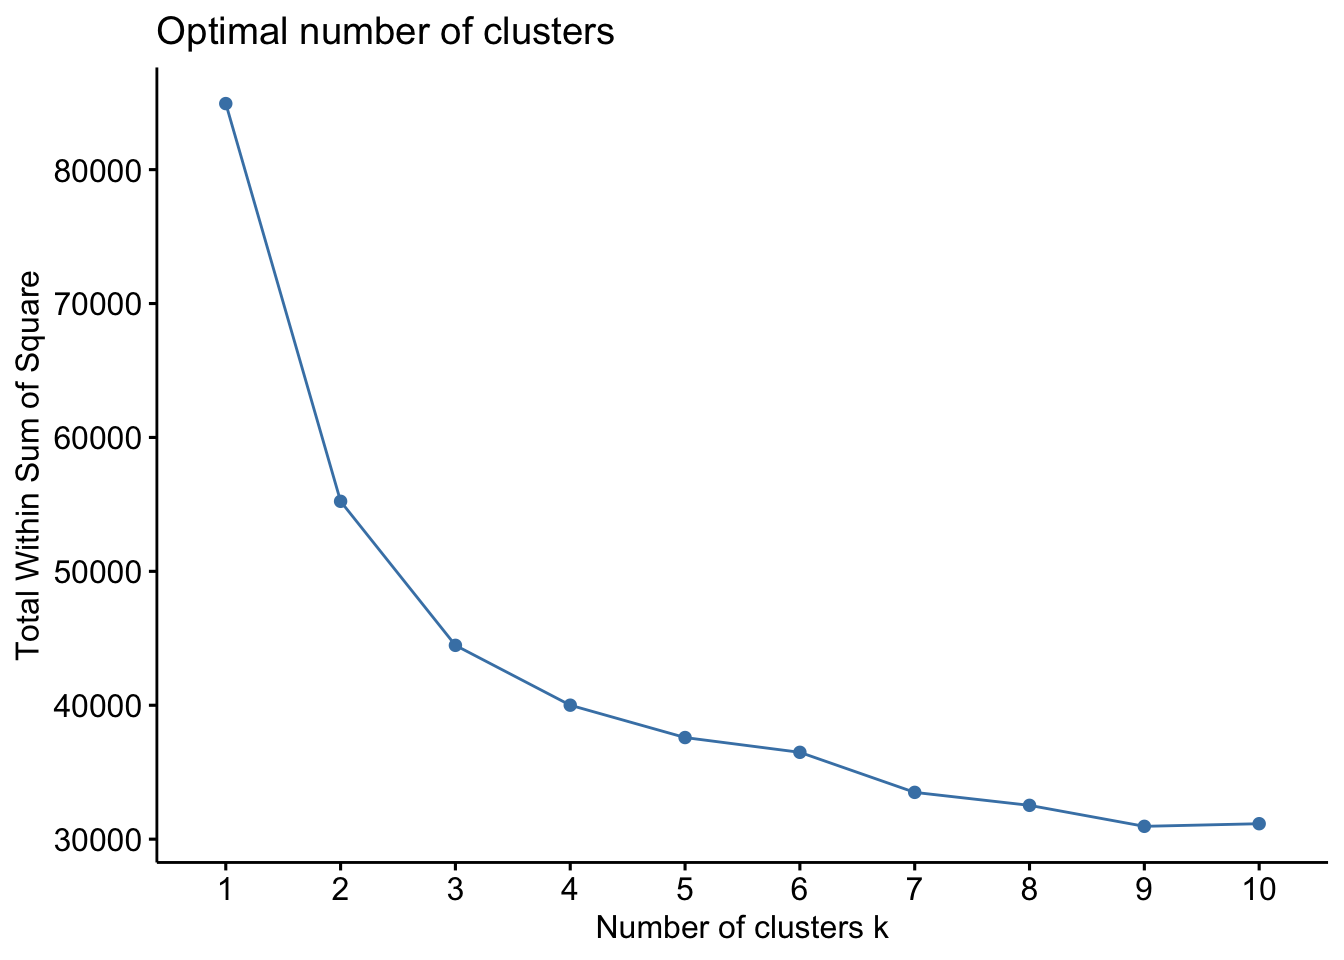 Optimal number of clusters
Total Within Sum of Square
80000
70000
60000
50000
40000
30000
1 2 3 4 5 6 7 8 9 10
Number of clusters k